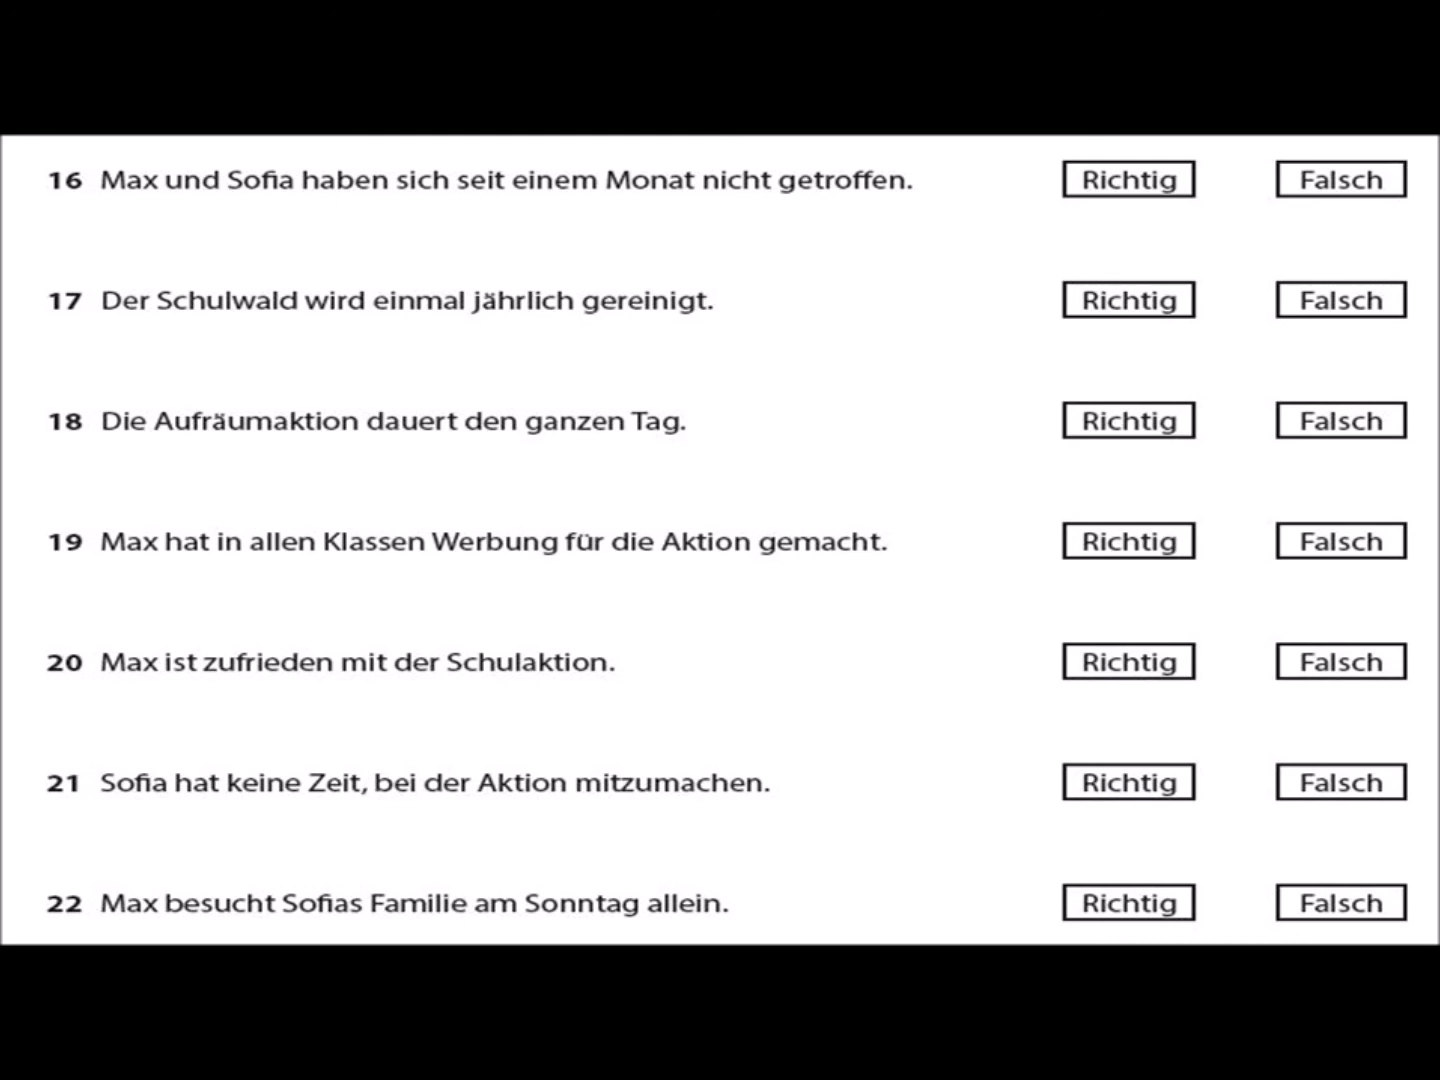 16 Max und Sofia haben sich seit einem Monat nicht getroffen. Richtig Falsch
17 Der Schulwald wird einmal jährlich gereinigt. Richtig Falsch
18 Die Aufräumaktion dauert den ganzen Tag. Richtig Falsch
19 Max hat in allen Klassen Werbung für die Aktion gemacht. Richtig Falsch
20 Max ist zufrieden mit der Schulaktion. Richtig Falsch
21 Sofia hat keine Zeit, bei der Aktion mitzumachen. Richtig Falsch
22 Max besucht Sofias Familie am Sonntag allein. Richtig Falsch